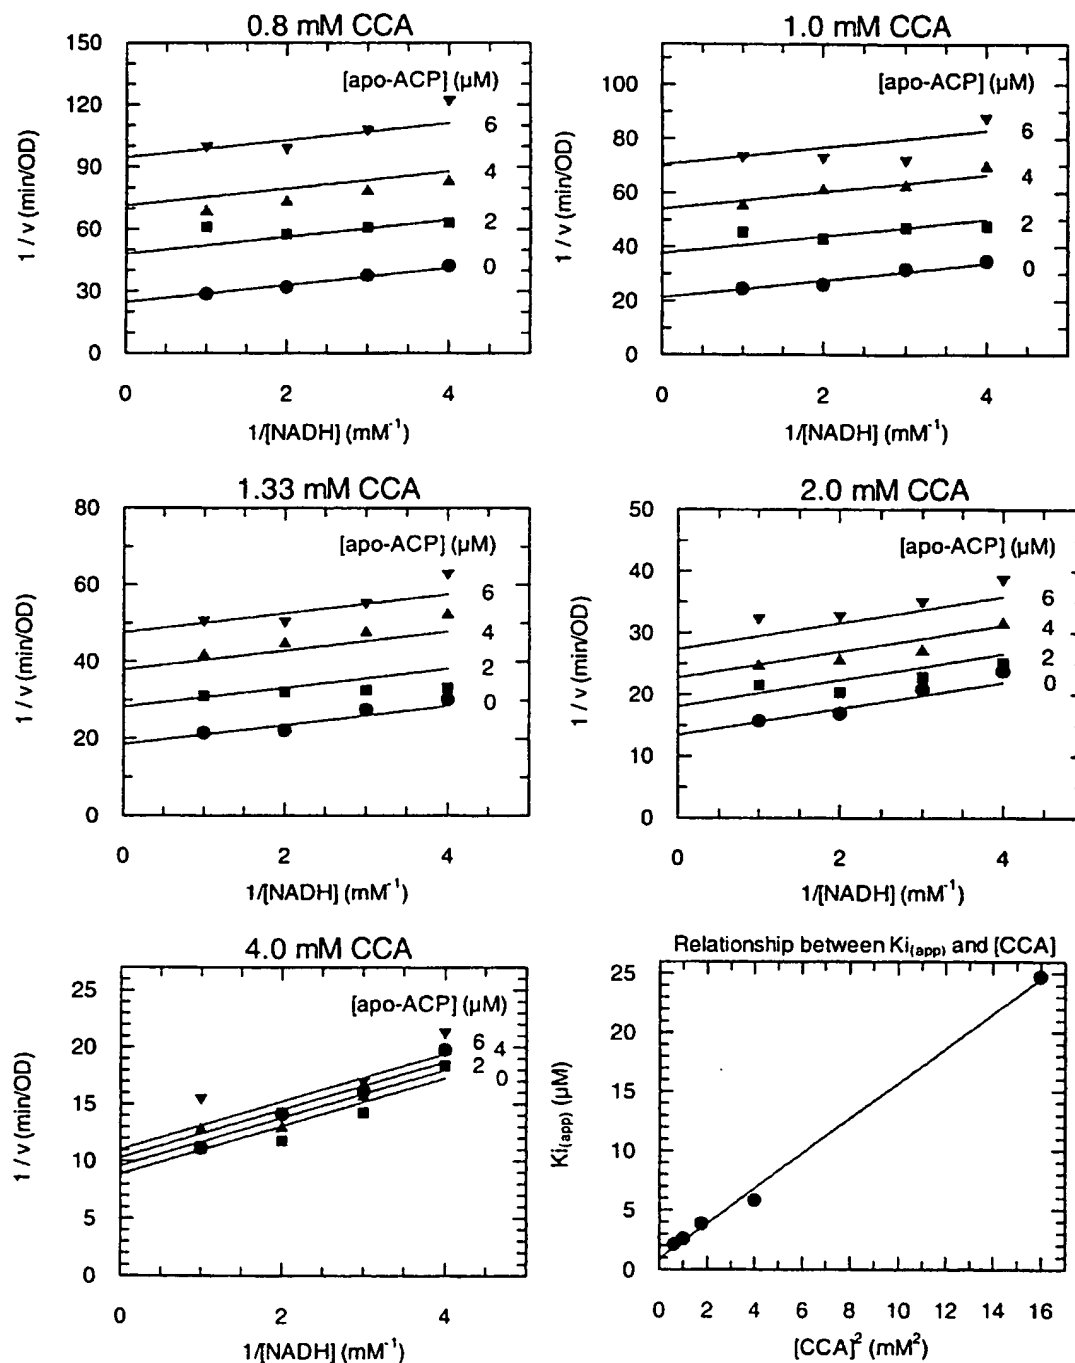 0.8 mM CCA
150
120
90
60
30
0
1 / v (min/OD)
[apo-ACP] (µM)
6
4
2
0
0 2 4
1/[NADH] (mM⁻¹)
1.0 mM CCA
100
80
60
40
20
0
1 / v (min/OD)
[apo-ACP] (µM)
6
4
2
0
0 2 4
1/[NADH] (mM⁻¹)
1.33 mM CCA
80
60
40
20
0
1 / v (min/OD)
[apo-ACP] (µM)
6
4
2
0
0 2 4
1/[NADH] (mM⁻¹)
2.0 mM CCA
50
40
30
20
10
0
1 / v (min/OD)
[apo-ACP] (µM)
6
4
2
0
0 2 4
1/[NADH] (mM⁻¹)
4.0 mM CCA
25
20
15
10
5
0
1 / v (min/OD)
[apo-ACP] (µM)
6 4
2 0
0 2 4
1/[NADH] (mM⁻¹)
Relationship between Ki(app) and [CCA]
25
20
15
10
5
0
Ki(app) (µM)
0 2 4 6 8 10 12 14 16
[CCA]² (mM²)